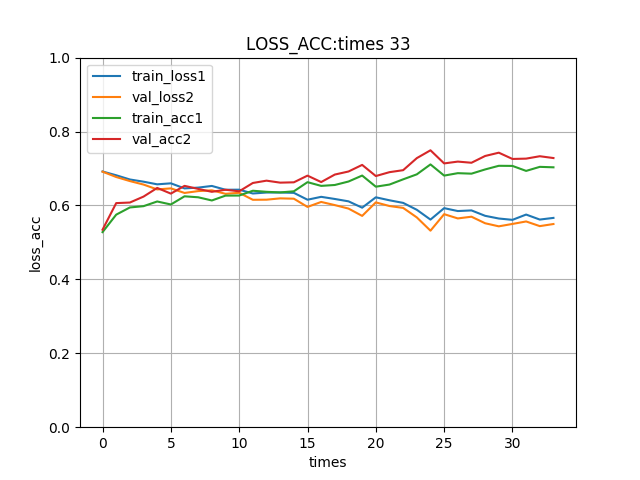 LOSS_ACC:times 33
1.0
0.8
0.6
0.4
0.2
0.0
loss_acc
train_loss1
val_loss2
train_acc1
val_acc2
0 5 10 15 20 25 30
times